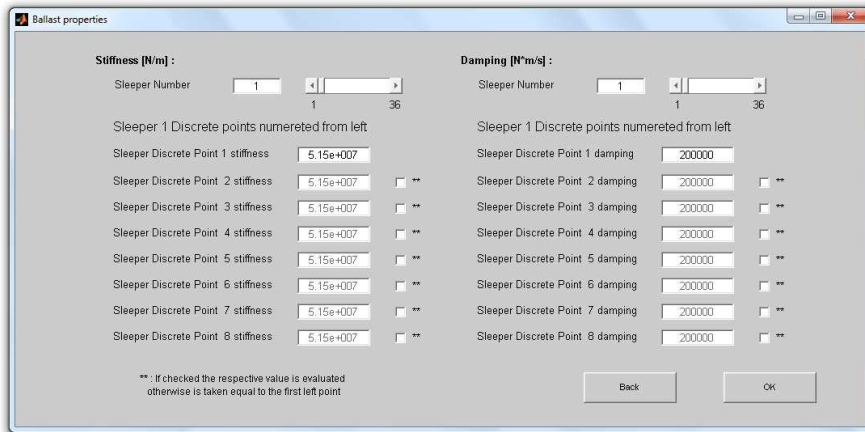 Ballast properties
Stiffness [N/m] :
Sleeper Number 1
1 36
Sleeper 1 Discrete points numereted from left
Sleeper Discrete Point 1 stiffness 5.15e+007
Sleeper Discrete Point 2 stiffness 5.15e+007 **
Sleeper Discrete Point 3 stiffness 5.15e+007 **
Sleeper Discrete Point 4 stiffness 5.15e+007 **
Sleeper Discrete Point 5 stiffness 5.15e+007 **
Sleeper Discrete Point 6 stiffness 5.15e+007 **
Sleeper Discrete Point 7 stiffness 5.15e+007 **
Sleeper Discrete Point 8 stiffness 5.15e+007 **
** : If checked the respective value is evaluated
otherwise is taken equal to the first left point
Damping [N*m/s] :
Sleeper Number 1
1 36
Sleeper 1 Discrete points numereted from left
Sleeper Discrete Point 1 damping 200000
Sleeper Discrete Point 2 damping 200000 **
Sleeper Discrete Point 3 damping 200000 **
Sleeper Discrete Point 4 damping 200000 **
Sleeper Discrete Point 5 damping 200000 **
Sleeper Discrete Point 6 damping 200000 **
Sleeper Discrete Point 7 damping 200000 **
Sleeper Discrete Point 8 damping 200000 **
Back OK